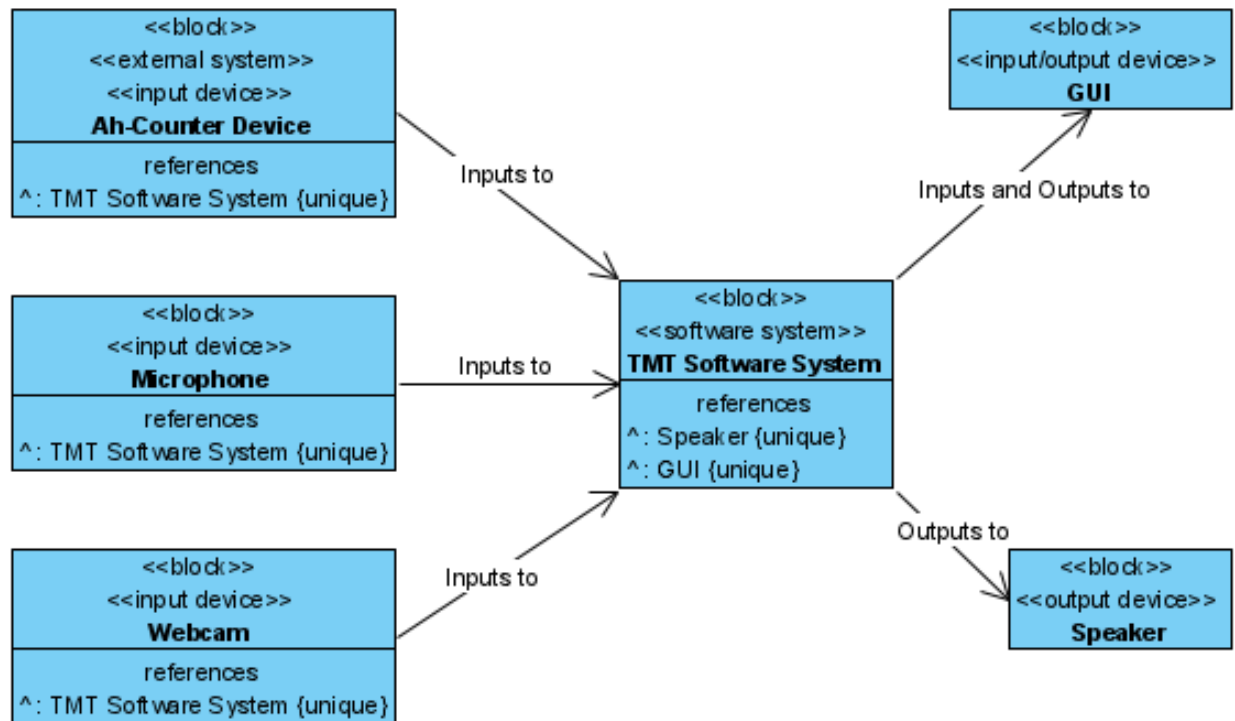 <<block>>
<<external system>>
<<input device>>
Ah-Counter Device
references
^ : TMT Software System {unique}
Inputs to
<<block>>
<<input device>>
Microphone
references
^ : TMT Software System {unique}
Inputs to
<<block>>
<<input device>>
Webcam
references
^ : TMT Software System {unique}
Inputs to
<<block>>
<<software system>>
TMT Software System
references
^ : Speaker {unique}
^ : GUI {unique}
Inputs and Outputs to
<<block>>
<<input/output device>>
GUI
Outputs to
<<block>>
<<output device>>
Speaker